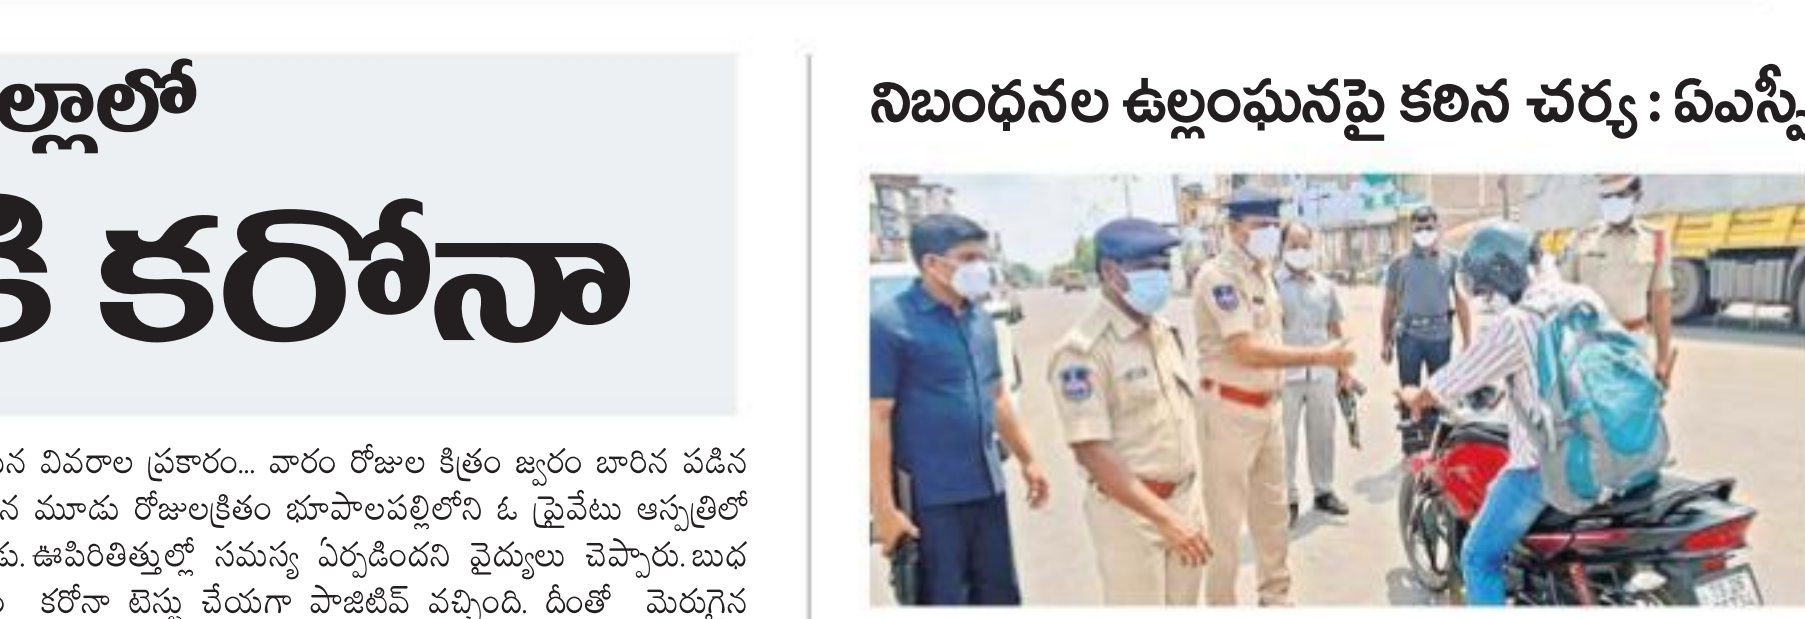 ల్లాలో
కరోనా
వివరాల ప్రకారం... వారం రోజుల క్రితం జ్వరం బారిన పడిన
మూడు రోజులక్రితం భూపాలపల్లిలోని ఓ ప్రైవేటు ఆస్పత్రిలో
డు. ఊపిరితిత్తుల్లో సమస్య ఏర్పడిందని వైద్యులు చెప్పారు. బుధ
కరోనా టెస్టు చేయగా పాజిటివ్ వచ్చింది. దీంతో మెరుగైన
నిబంధనల ఉల్లంఘనపై కఠిన చర్య : ఏఎస్పీ